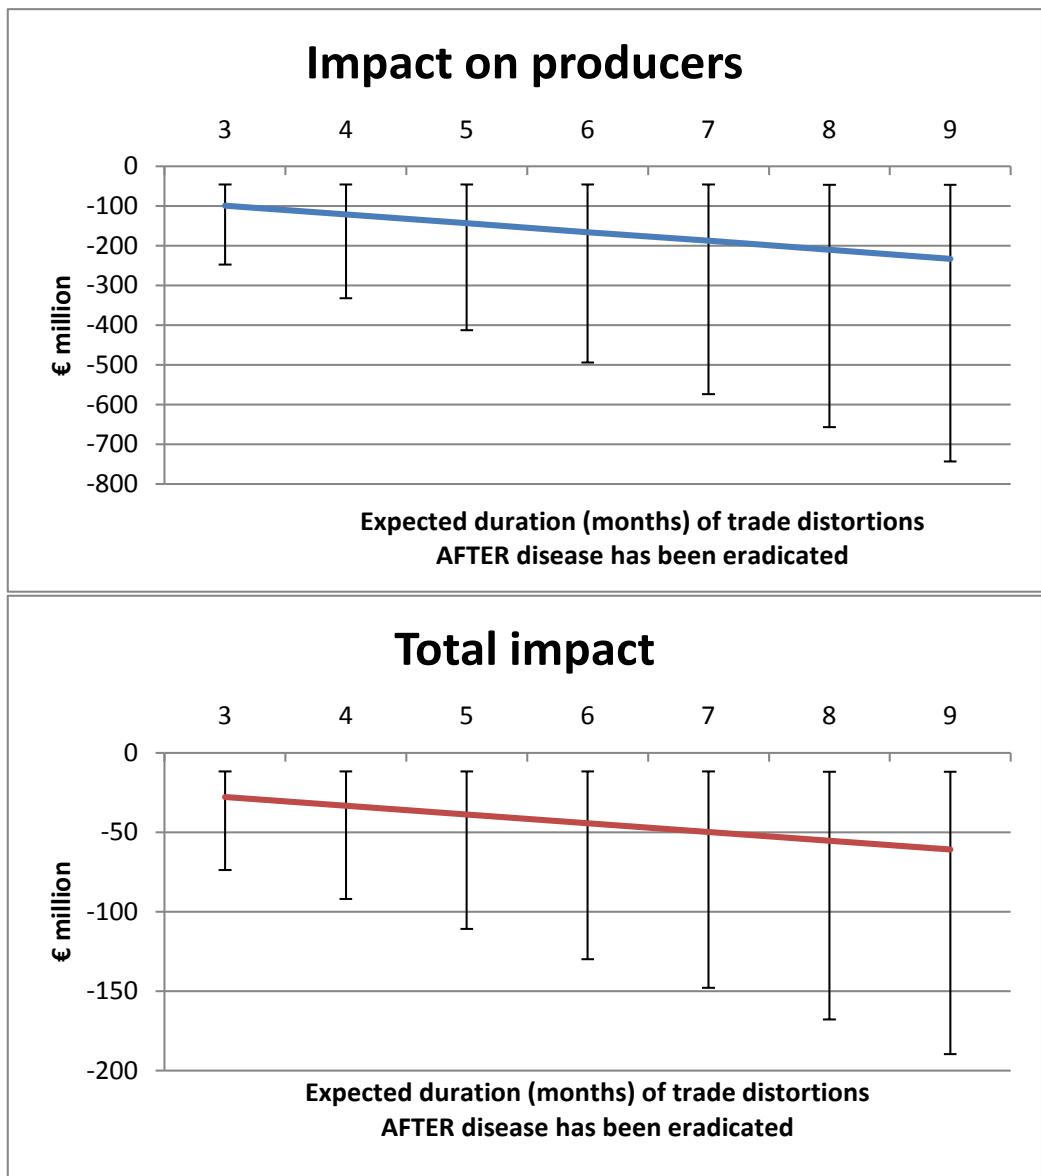 Impact on producers
3 4 5 6 7 8 9
0
-100
-200
-300
-400
-500
-600
-700
-800
€ million
Expected duration (months) of trade distortions
AFTER disease has been eradicated
Total impact
3 4 5 6 7 8 9
0
-50
-100
-150
-200
€ million
Expected duration (months) of trade distortions
AFTER disease has been eradicated